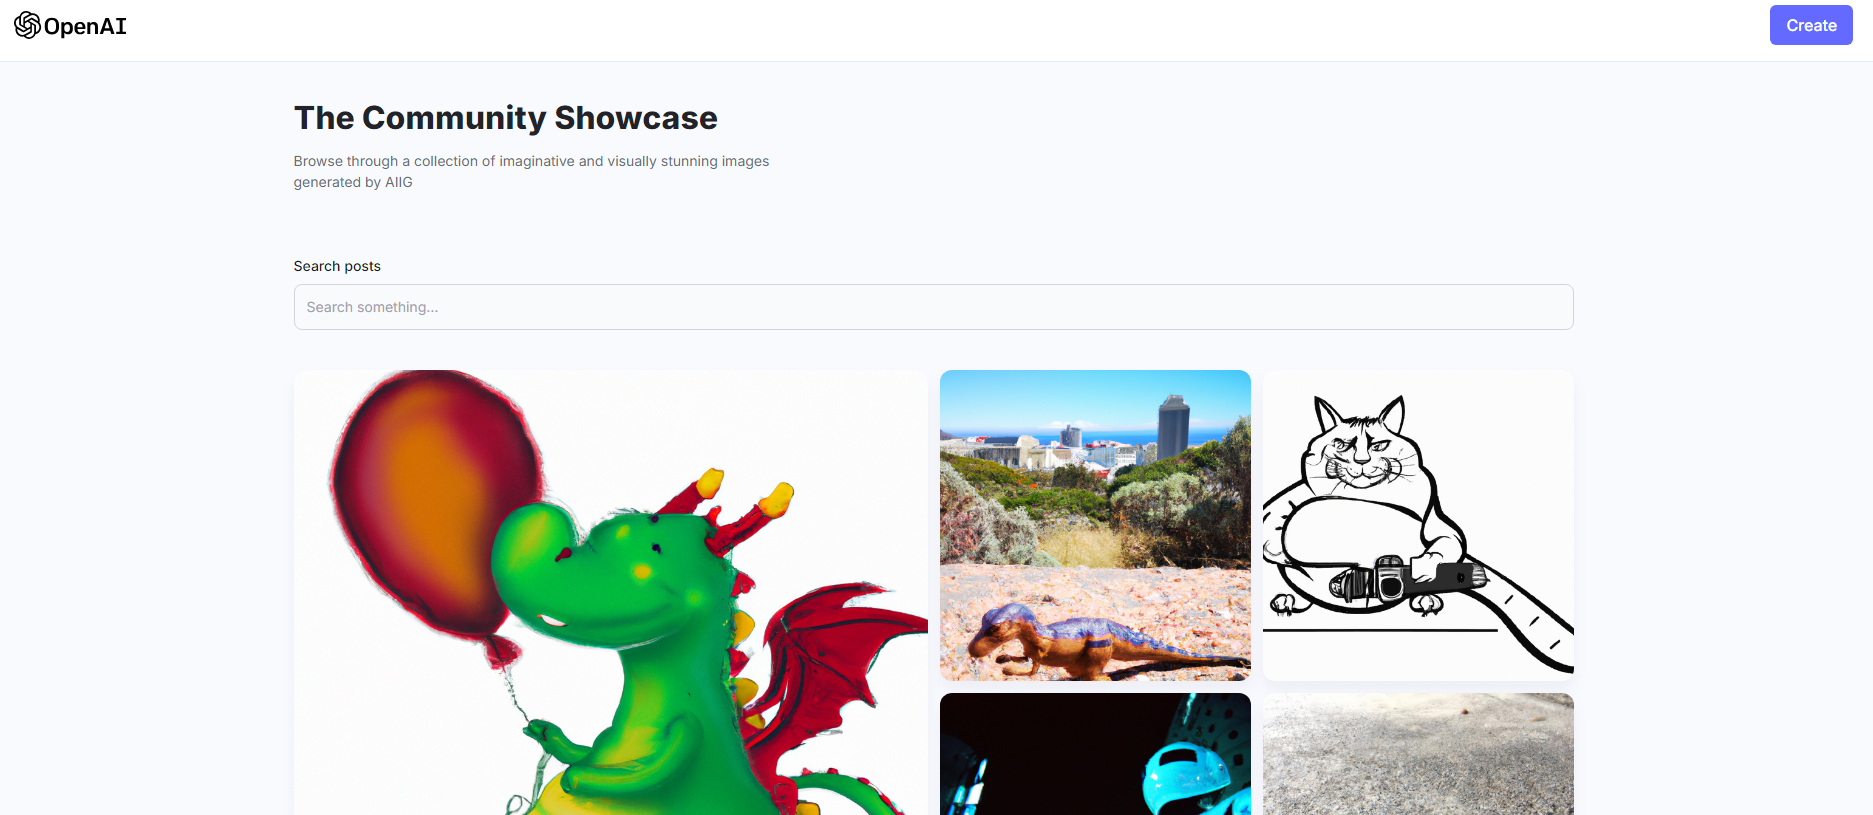 OpenAI
Create
The Community Showcase
Browse through a collection of imaginative and visually stunning images
generated by AIIG
Search posts
Search something...